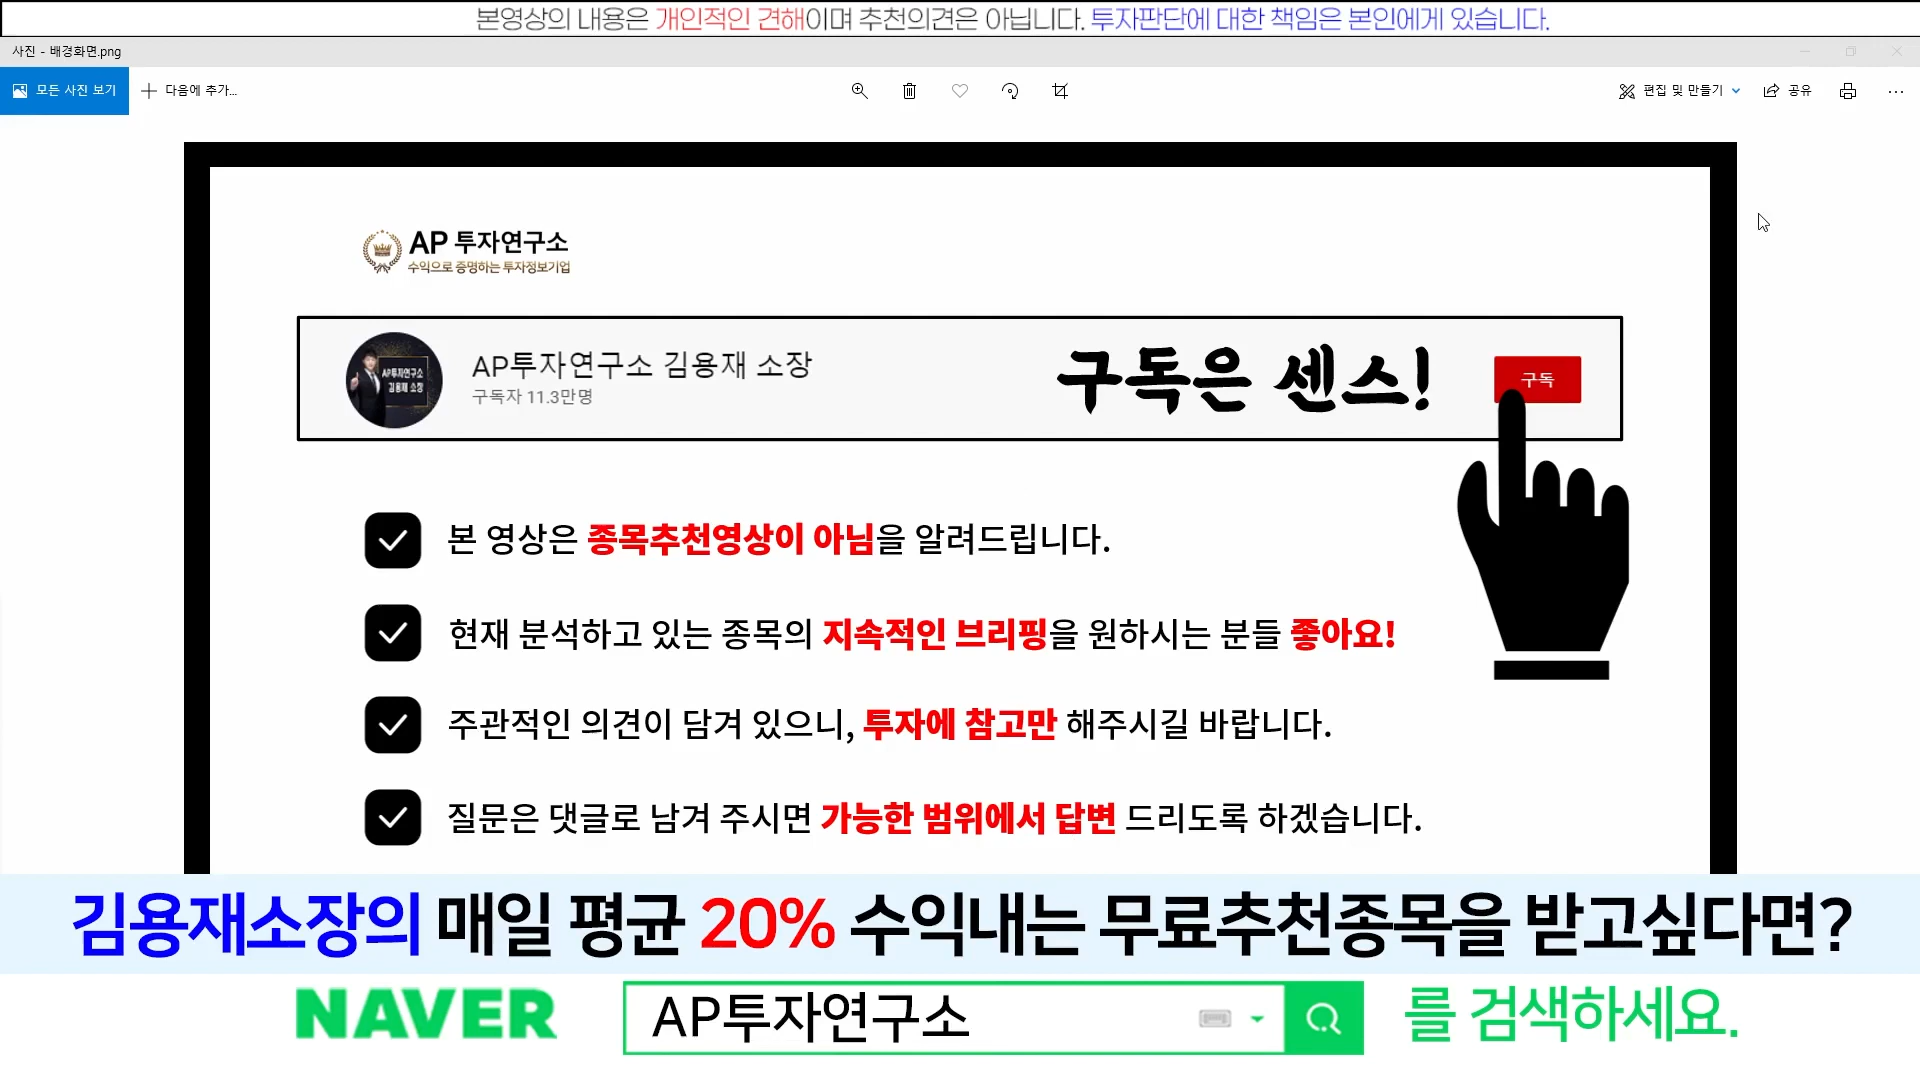 본영상의 내용은 개인적인 견해이며 추천의견은 아닙니다. 투자판단에 대한 책임은 본인에게 있습니다.
사진 - 배경화면.png
모든 사진 보기
다음에 추가...
편집 및 만들기
공유
AP 투자연구소
수익으로 증명하는 투자정보기업
AP투자연구소
김용재 소장
AP투자연구소 김용재 소장
구독자 11.3만명
구독은 센스!
구독
본 영상은 종목추천영상이 아님을 알려드립니다.
현재 분석하고 있는 종목의 지속적인 브리핑을 원하시는 분들 좋아요!
주관적인 의견이 담겨 있으니, 투자에 참고만 해주시길 바랍니다.
질문은 댓글로 남겨 주시면 가능한 범위에서 답변 드리도록 하겠습니다.
김용재소장의 매일 평균 20% 수익내는 무료추천종목을 받고싶다면?
NAVER AP투자연구소 를 검색하세요.